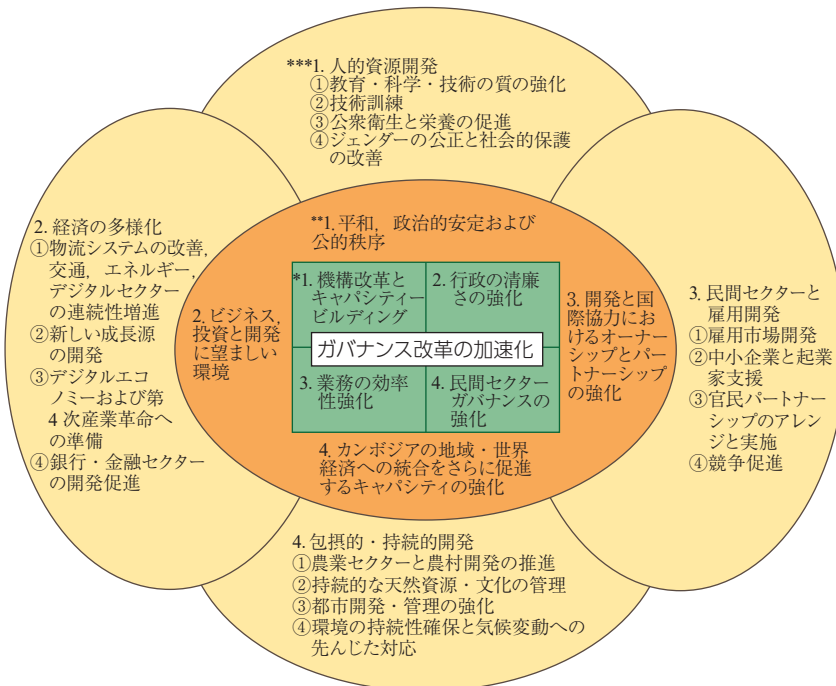 ***1. 人的資源開発
①教育・科学・技術の質の強化
②技術訓練
③公衆衛生と栄養の促進
④ジェンダーの公正と社会的保護
の改善
2. 経済の多様化
①物流システムの改善,
交通, エネルギー,
デジタルセクター
の連続性増進
②新しい成長源
の開発
③デジタルエコ
ノミーおよび第
4 次産業革命へ
の準備
④銀行・金融セクター
の開発促進
**1. 平和, 政治的安定および
公的秩序
2. ビジネス,
投資と開発
に望ましい
環境
*1. 機構改革と
キャパシティー
ビルディング
2. 行政の清廉
さの強化
ガバナンス改革の加速化
3. 業務の効率
性強化
4. 民間セクター
ガバナンスの
強化
3. 開発と国
際協力にお
けるオーナー
シップとパー
トナーシップ
の強化
4. カンボジアの地域・世界
経済への統合をさらに促進
するキャパシティの強化
3. 民間セクターと
雇用開発
①雇用市場開発
②中小企業と起業
家支援
③官民パートナー
シップのアレン
ジと実施
④競争促進
4. 包摂的・持続的開発
①農業セクターと農村開発の推進
②持続的な天然資源・文化の管理
③都市開発・管理の強化
④環境の持続性確保と気候変動への
先んじた対応